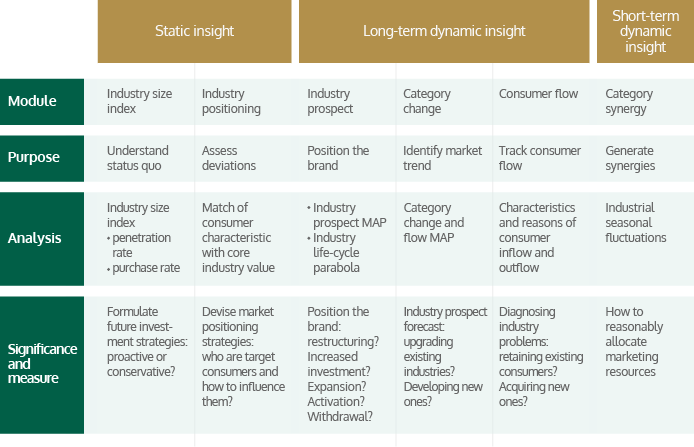 Static insight
Long-term dynamic insight
Short-term
dynamic
insight
Module
Industry size
index
Industry
positioning
Industry
prospect
Category
change
Consumer flow
Category
synergy
Purpose
Understand
status quo
Assess
deviations
Position the
brand
Identify market
trend
Track consumer
flow
Generate
synergies
Analysis
Industry size
index
• penetration
rate
• purchase rate
Match of
consumer
characteristic
with core
industry value
• Industry
prospect MAP
• Industry
life-cycle
parabola
Category
change and
flow MAP
Characteristics
and reasons of
consumer
inflow and
outflow
Industrial
seasonal
fluctuations
Significance
and
measure
Formulate
future invest-
ment strategies:
proactive or
conservative?
Devise market
positioning
strategies:
who are target
consumers and
how to influence
them?
Position the
brand:
restructuring?
Increased
investment?
Expansion?
Activation?
Withdrawal?
Industry prospect
forecast:
upgrading
existing
industries?
Developing new
ones?
Diagnosing
industry
problems:
retaining existing
consumers?
Acquiring new
ones?
How to
reasonably
allocate
marketing
resources